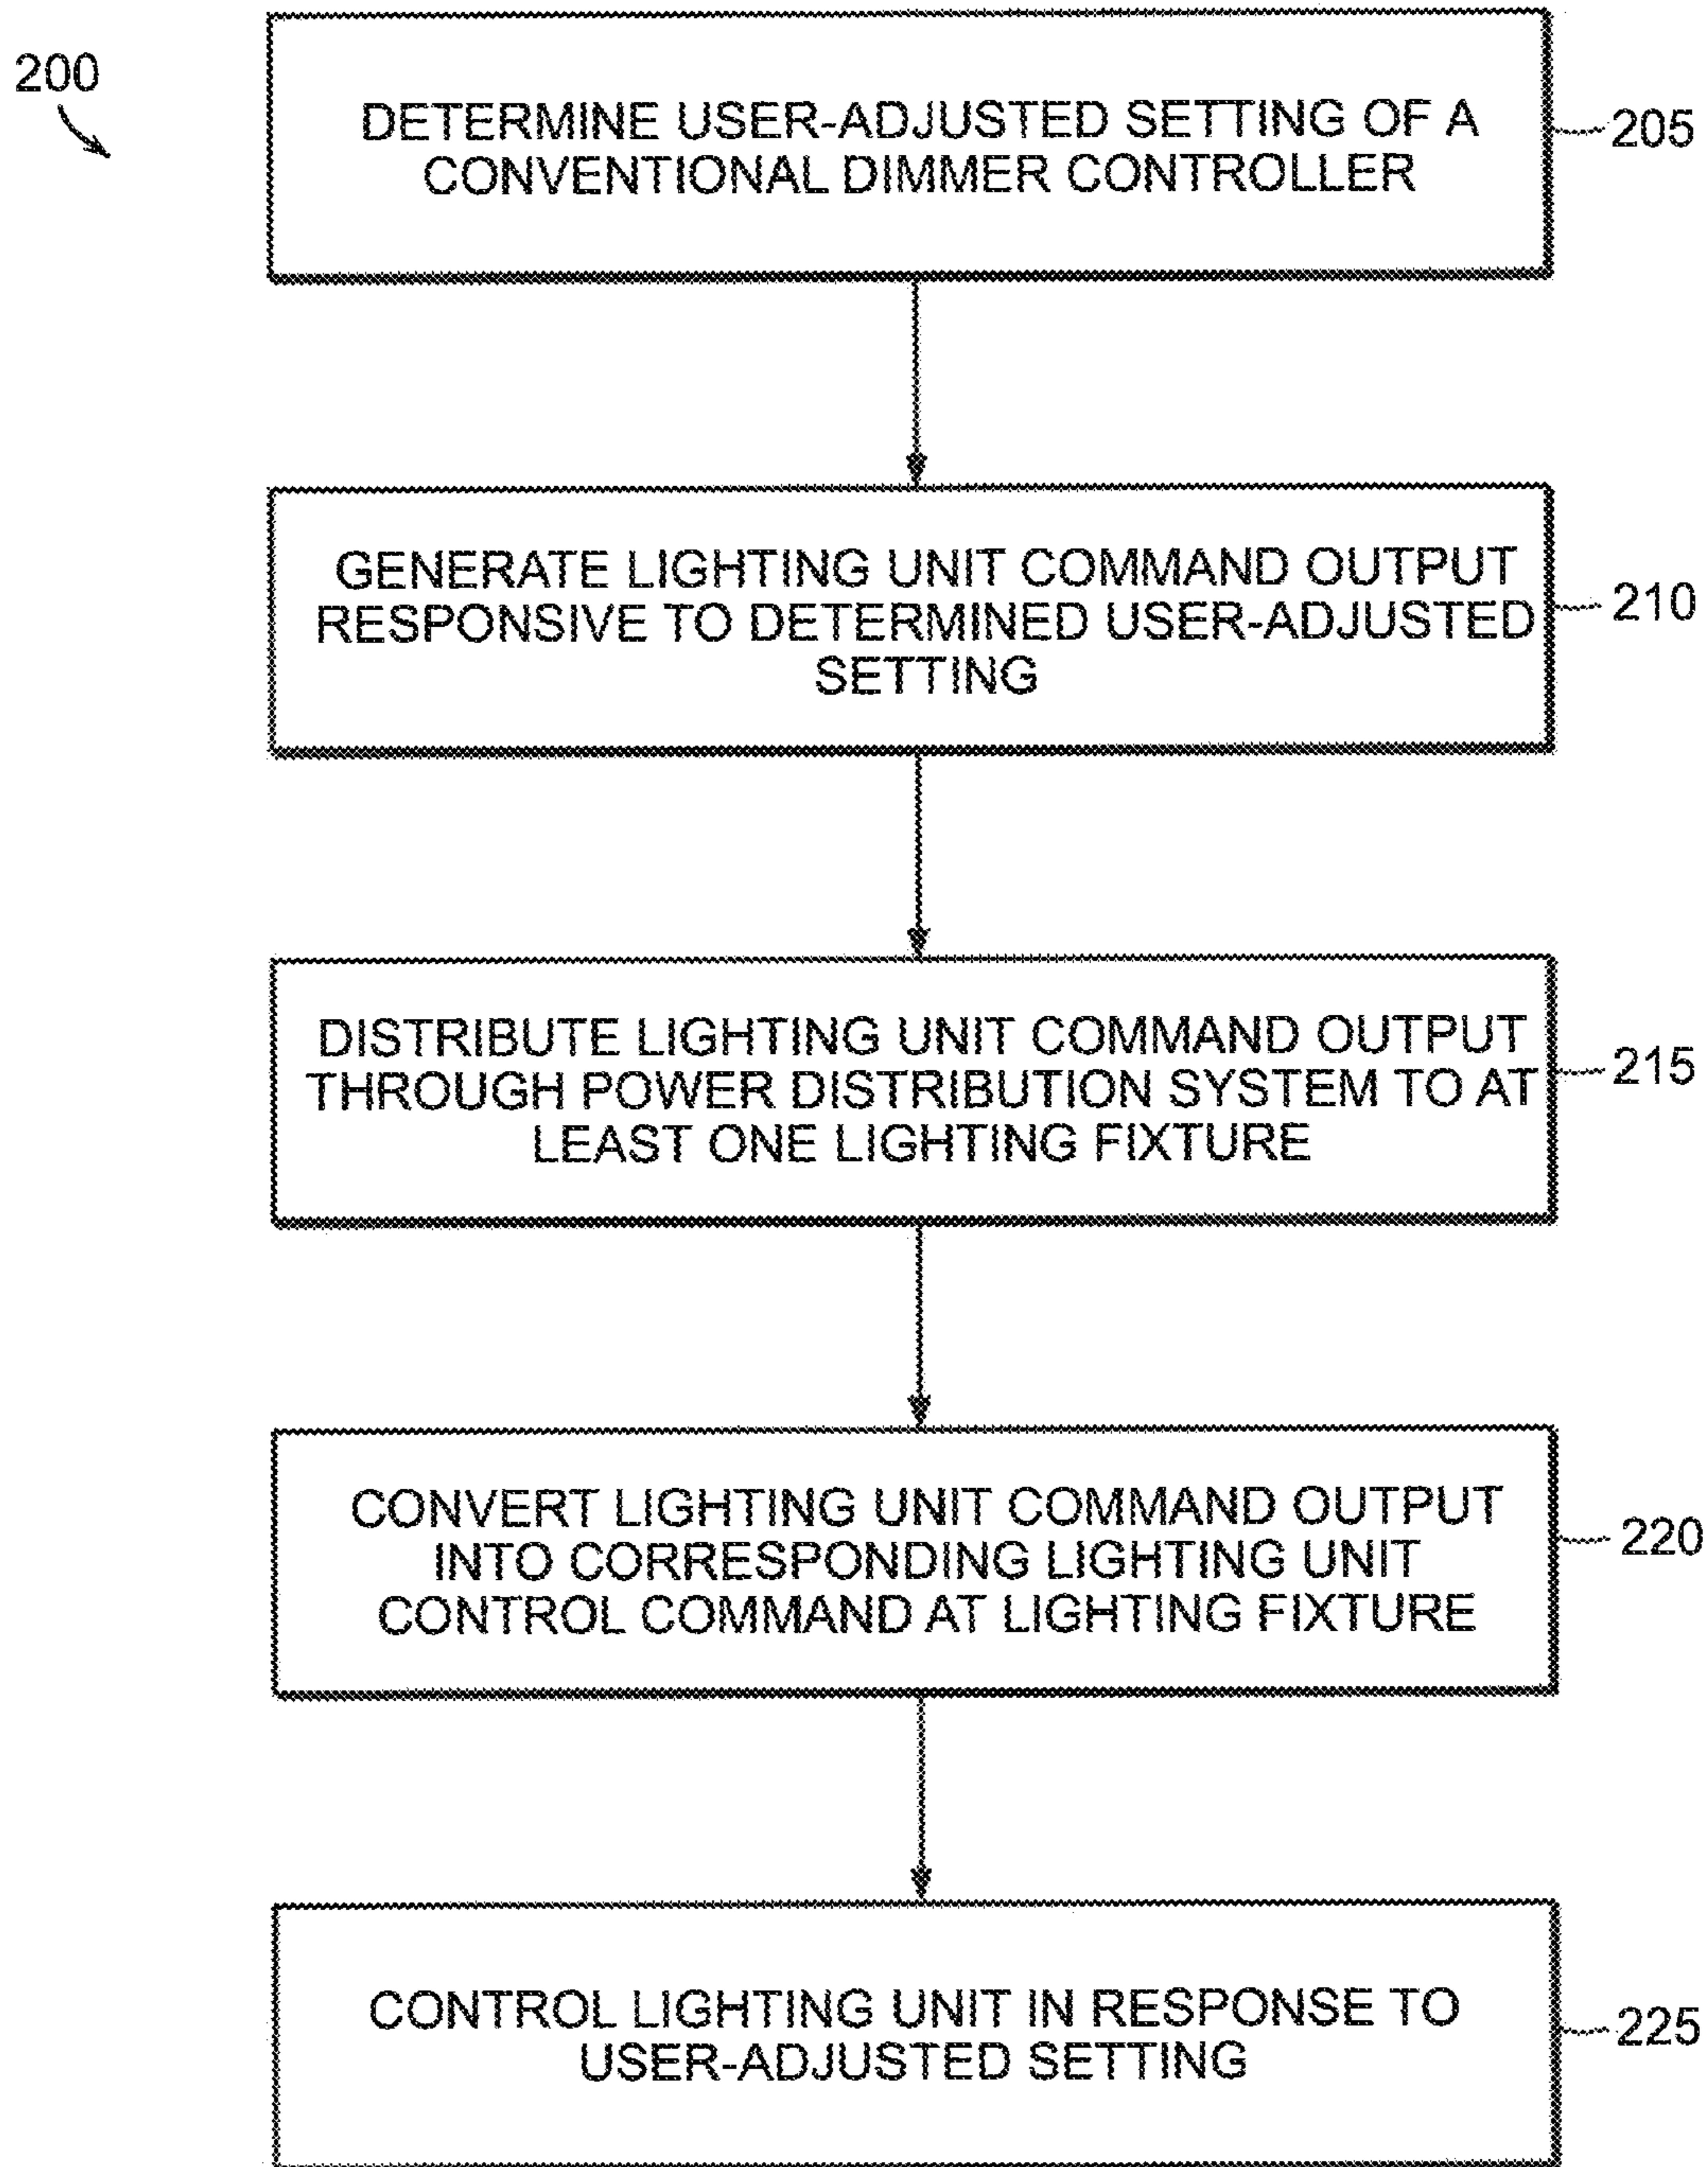 200
DETERMINE USER-ADJUSTED SETTING OF A
CONVENTIONAL DIMMER CONTROLLER
205
GENERATE LIGHTING UNIT COMMAND OUTPUT
RESPONSIVE TO DETERMINED USER-ADJUSTED
SETTING
210
DISTRIBUTE LIGHTING UNIT COMMAND OUTPUT
THROUGH POWER DISTRIBUTION SYSTEM TO AT
LEAST ONE LIGHTING FIXTURE
215
CONVERT LIGHTING UNIT COMMAND OUTPUT
INTO CORRESPONDING LIGHTING UNIT
CONTROL COMMAND AT LIGHTING FIXTURE
220
CONTROL LIGHTING UNIT IN RESPONSE TO
USER-ADJUSTED SETTING
225